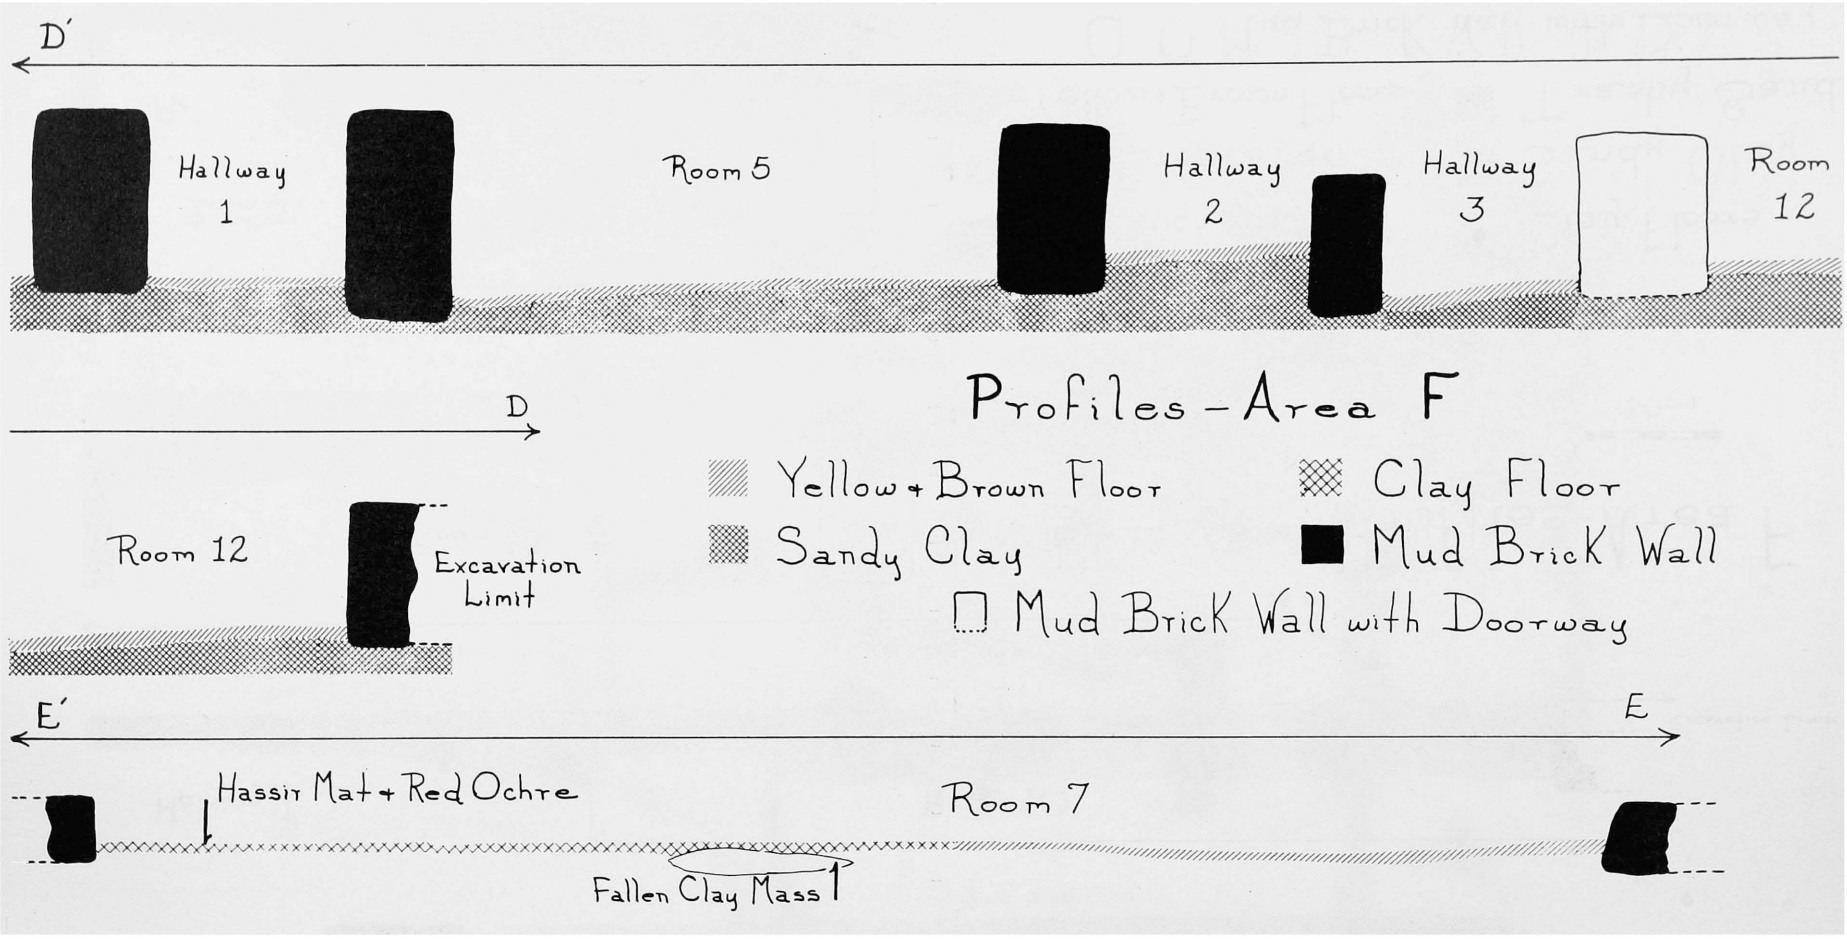 D′
Hallway
1
Room 5
Hallway
2
Hallway
3
Room
12
Profiles - Area F
D
Yellow + Brown Floor
Clay Floor
Sandy Clay
Mud Brick Wall
Mud Brick Wall with Doorway
Room 12
Excavation
Limit
E′
E
Hassir Mat + Red Ochre
Room 7
Fallen Clay Mass 1